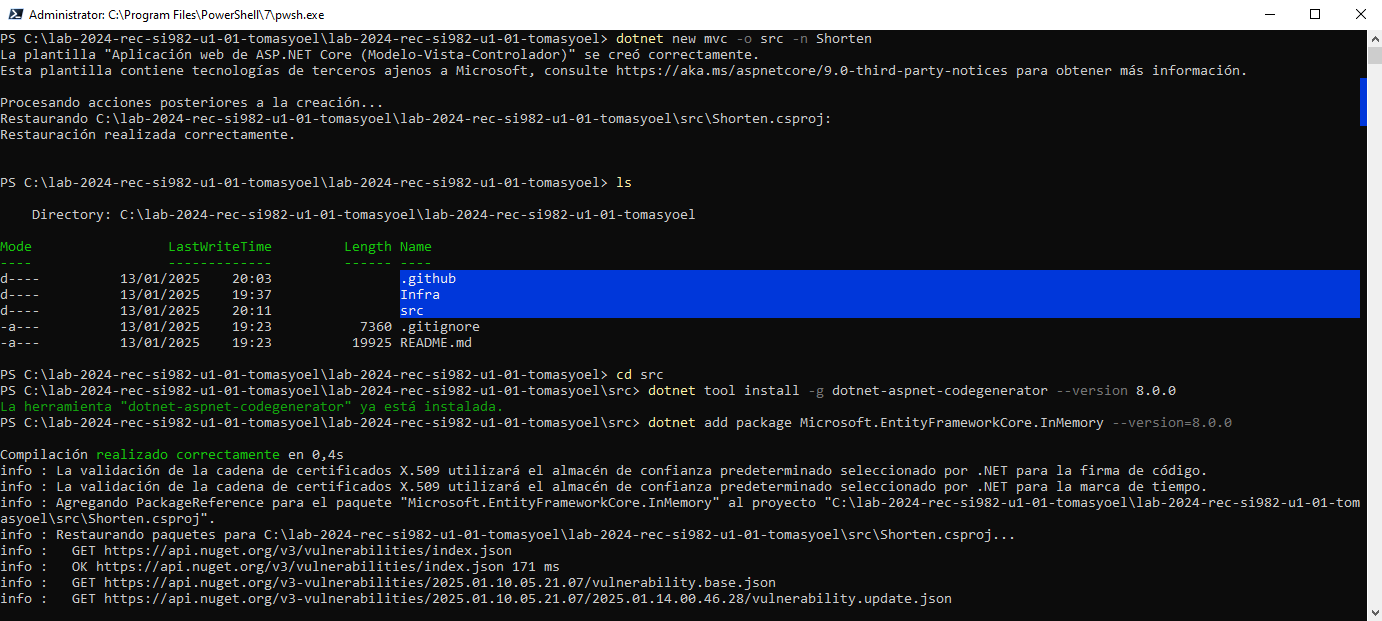 Administrator: C:\Program Files\PowerShell\7\pwsh.exe
PS C:\lab-2024-rec-si982-u1-01-tomasyoel\lab-2024-rec-si982-u1-01-tomasyoel> dotnet new mvc -o src -n Shorten
La plantilla "Aplicación web de ASP.NET Core (Modelo-Vista-Controlador)" se creó correctamente.
Esta plantilla contiene tecnologías de terceros ajenos a Microsoft, consulte https://aka.ms/aspnetcore/9.0-third-party-notices para obtener más información.
Procesando acciones posteriores a la creación...
Restaurando C:\lab-2024-rec-si982-u1-01-tomasyoel\lab-2024-rec-si982-u1-01-tomasyoel\src\Shorten.csproj:
Restauración realizada correctamente.
PS C:\lab-2024-rec-si982-u1-01-tomasyoel\lab-2024-rec-si982-u1-01-tomasyoel> ls
Directory: C:\lab-2024-rec-si982-u1-01-tomasyoel\lab-2024-rec-si982-u1-01-tomasyoel
Mode                 LastWriteTime         Length Name
----                 -------------         ------ ----
d----          13/01/2025    20:03                .github
d----          13/01/2025    19:37                Infra
d----          13/01/2025    20:11                src
-a---          13/01/2025    19:23           7360 .gitignore
-a---          13/01/2025    19:23          19925 README.md
PS C:\lab-2024-rec-si982-u1-01-tomasyoel\lab-2024-rec-si982-u1-01-tomasyoel> cd src
PS C:\lab-2024-rec-si982-u1-01-tomasyoel\lab-2024-rec-si982-u1-01-tomasyoel\src> dotnet tool install -g dotnet-aspnet-codegenerator --version 8.0.0
La herramienta "dotnet-aspnet-codegenerator" ya está instalada.
PS C:\lab-2024-rec-si982-u1-01-tomasyoel\lab-2024-rec-si982-u1-01-tomasyoel\src> dotnet add package Microsoft.EntityFrameworkCore.InMemory --version=8.0.0
Compilación realizado correctamente en 0,4s
info : La validación de la cadena de certificados X.509 utilizará el almacén de confianza predeterminado seleccionado por .NET para la firma de código.
info : La validación de la cadena de certificados X.509 utilizará el almacén de confianza predeterminado seleccionado por .NET para la marca de tiempo.
info : Agregando PackageReference para el paquete "Microsoft.EntityFrameworkCore.InMemory" al proyecto "C:\lab-2024-rec-si982-u1-01-tomasyoel\lab-2024-rec-si982-u1-01-tom
asyoel\src\Shorten.csproj".
info : Restaurando paquetes para C:\lab-2024-rec-si982-u1-01-tomasyoel\lab-2024-rec-si982-u1-01-tomasyoel\src\Shorten.csproj...
info :   GET https://api.nuget.org/v3/vulnerabilities/index.json
info :   OK https://api.nuget.org/v3/vulnerabilities/index.json 171 ms
info :   GET https://api.nuget.org/v3-vulnerabilities/2025.01.10.05.21.07/vulnerability.base.json
info :   GET https://api.nuget.org/v3-vulnerabilities/2025.01.10.05.21.07/2025.01.14.00.46.28/vulnerability.update.json